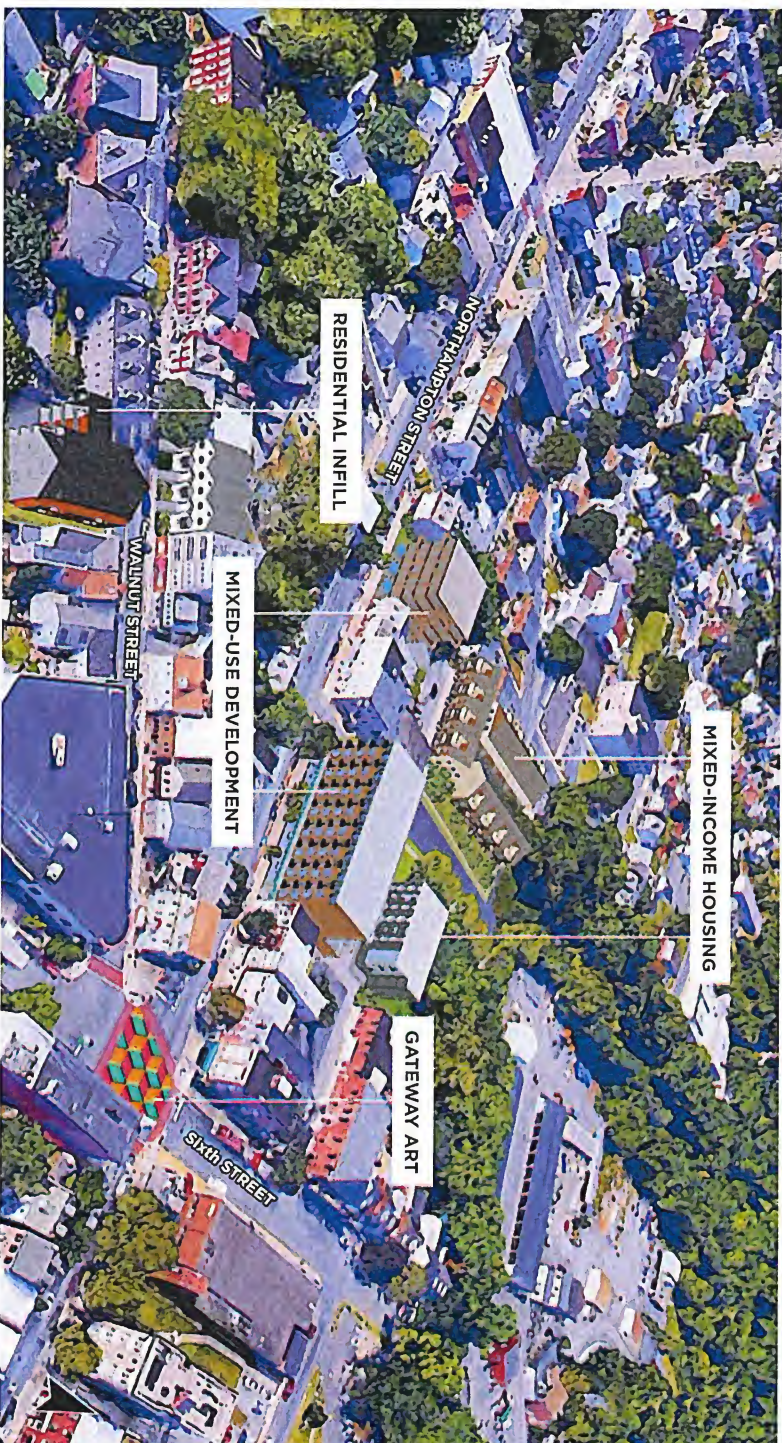 MIXED-INCOME HOUSING
GATEWAY ART
RESIDENTIAL INFILL
MIXED-USE DEVELOPMENT
NORTHAMPTON STREET
WALNUT STREET
Sixth STREET